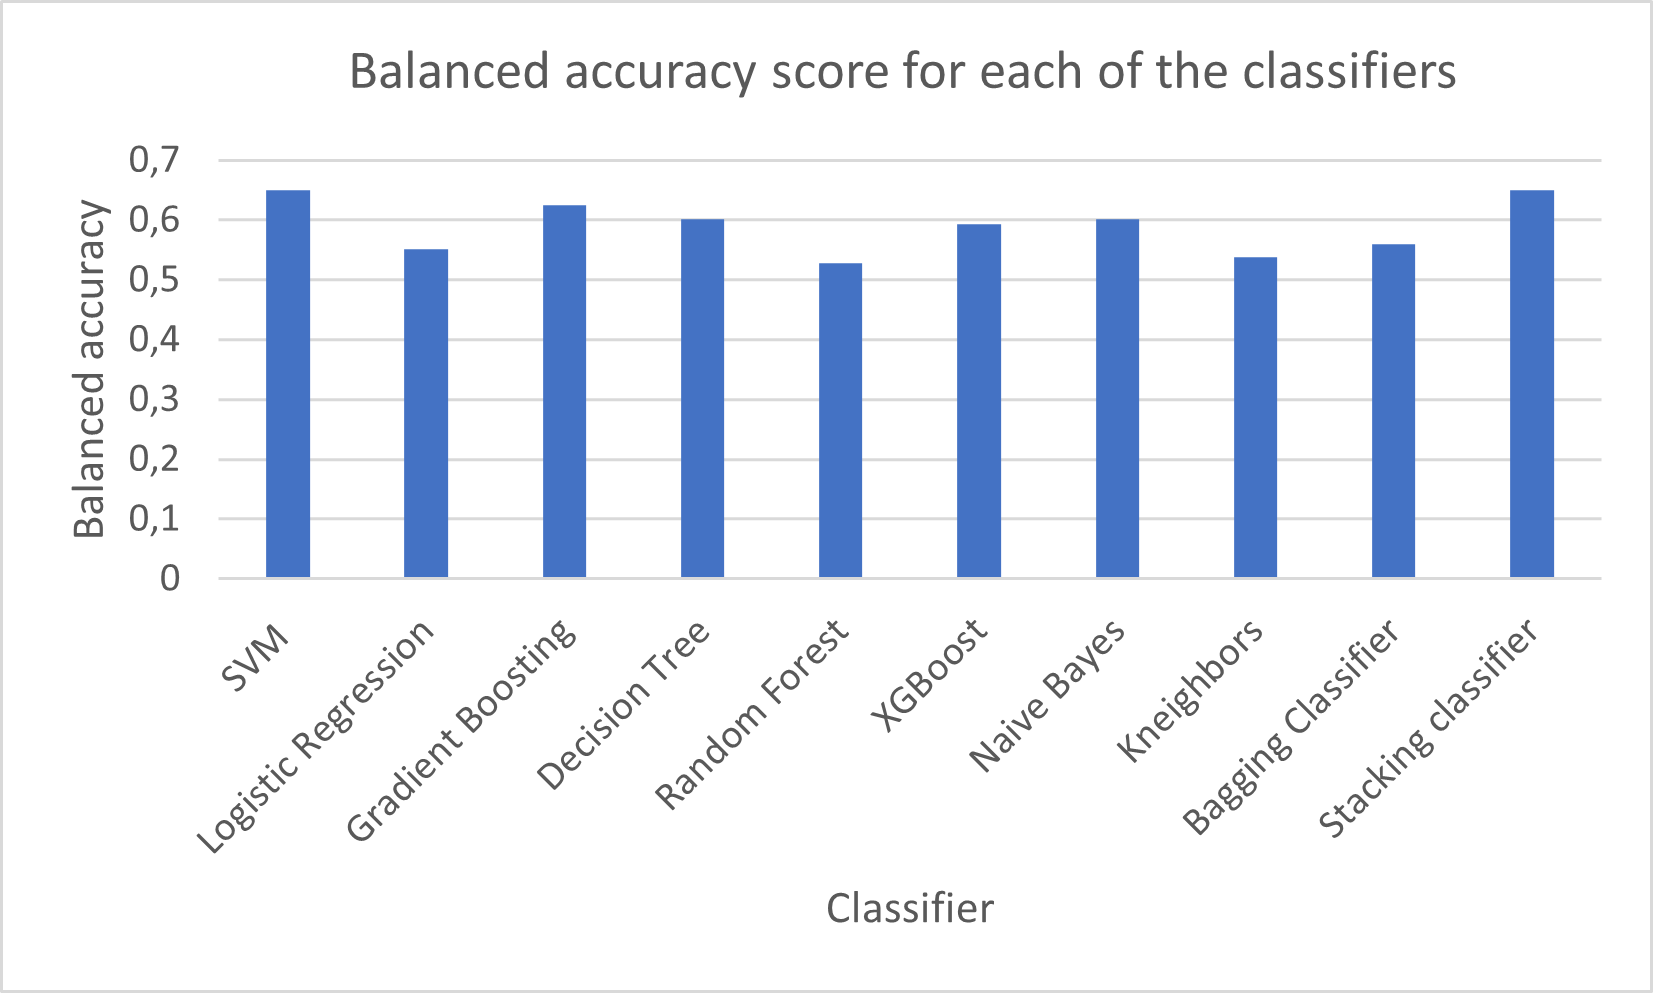 Balanced accuracy score for each of the classifiers
Balanced accuracy
0,7
0,6
0,5
0,4
0,3
0,2
0,1
0
SVM
Logistic Regression
Gradient Boosting
Decision Tree
Random Forest
XGBoost
Naive Bayes
Kneighbors
Bagging Classifier
Stacking classifier
Classifier